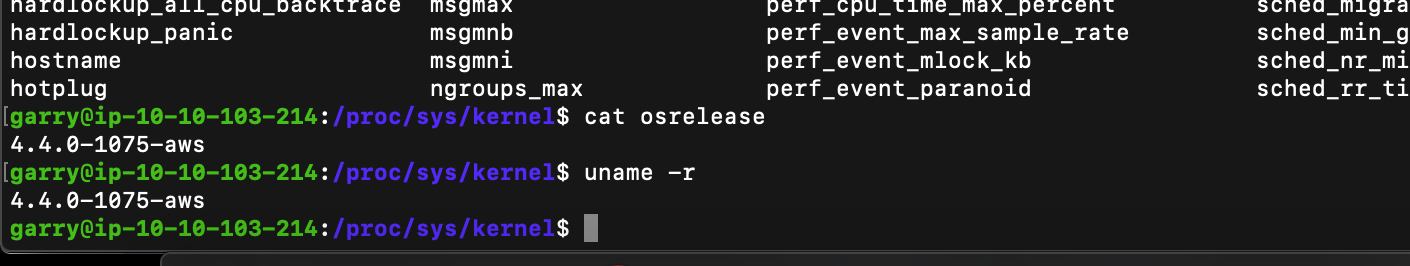 hardlockup_all_cpu_backtrace msgmax perf_cpu_time_max_percent sched_migra
hardlockup_panic msgmnb perf_event_max_sample_rate sched_min_g
hostname msgmni perf_event_mlock_kb sched_nr_mi
hotplug ngroups_max perf_event_paranoid sched_rr_ti
[garry@ip-10-10-103-214:/proc/sys/kernel$ cat osrelease
4.4.0-1075-aws
[garry@ip-10-10-103-214:/proc/sys/kernel$ uname -r
4.4.0-1075-aws
garry@ip-10-10-103-214:/proc/sys/kernel$